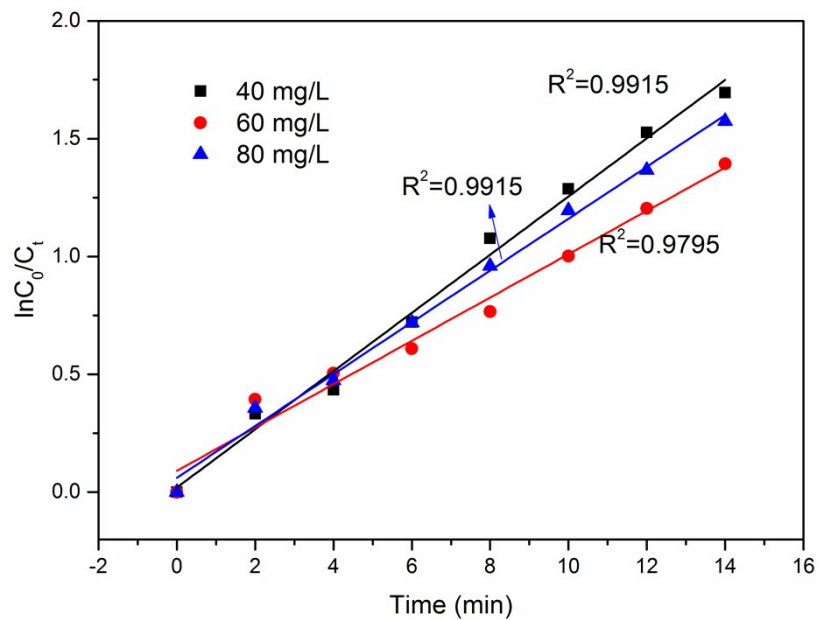 2.0
1.5
1.0
0.5
0.0
lnC₀/Cₜ
40 mg/L
60 mg/L
80 mg/L
R²=0.9915
R²=0.9915
R²=0.9795
-2 0 2 4 6 8 10 12 14 16
Time (min)